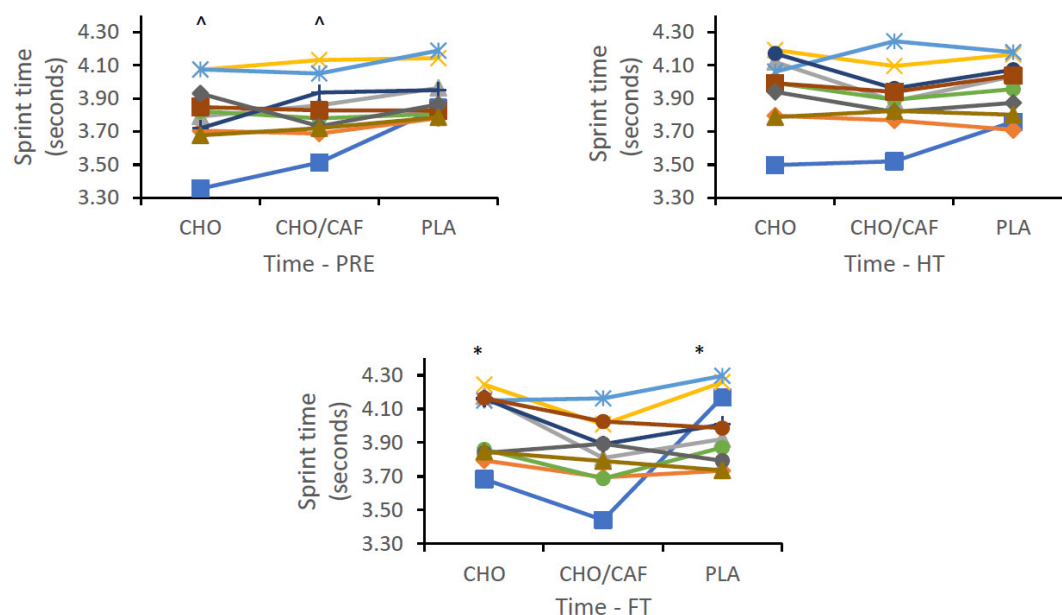 ^ ^
Sprint time
(seconds)
4.30
4.10
3.90
3.70
3.50
3.30
CHO CHO/CAF PLA
Time - PRE
Sprint time
(seconds)
4.30
4.10
3.90
3.70
3.50
3.30
CHO CHO/CAF PLA
Time - HT
* *
Sprint time
(seconds)
4.30
4.10
3.90
3.70
3.50
3.30
CHO CHO/CAF PLA
Time - FT